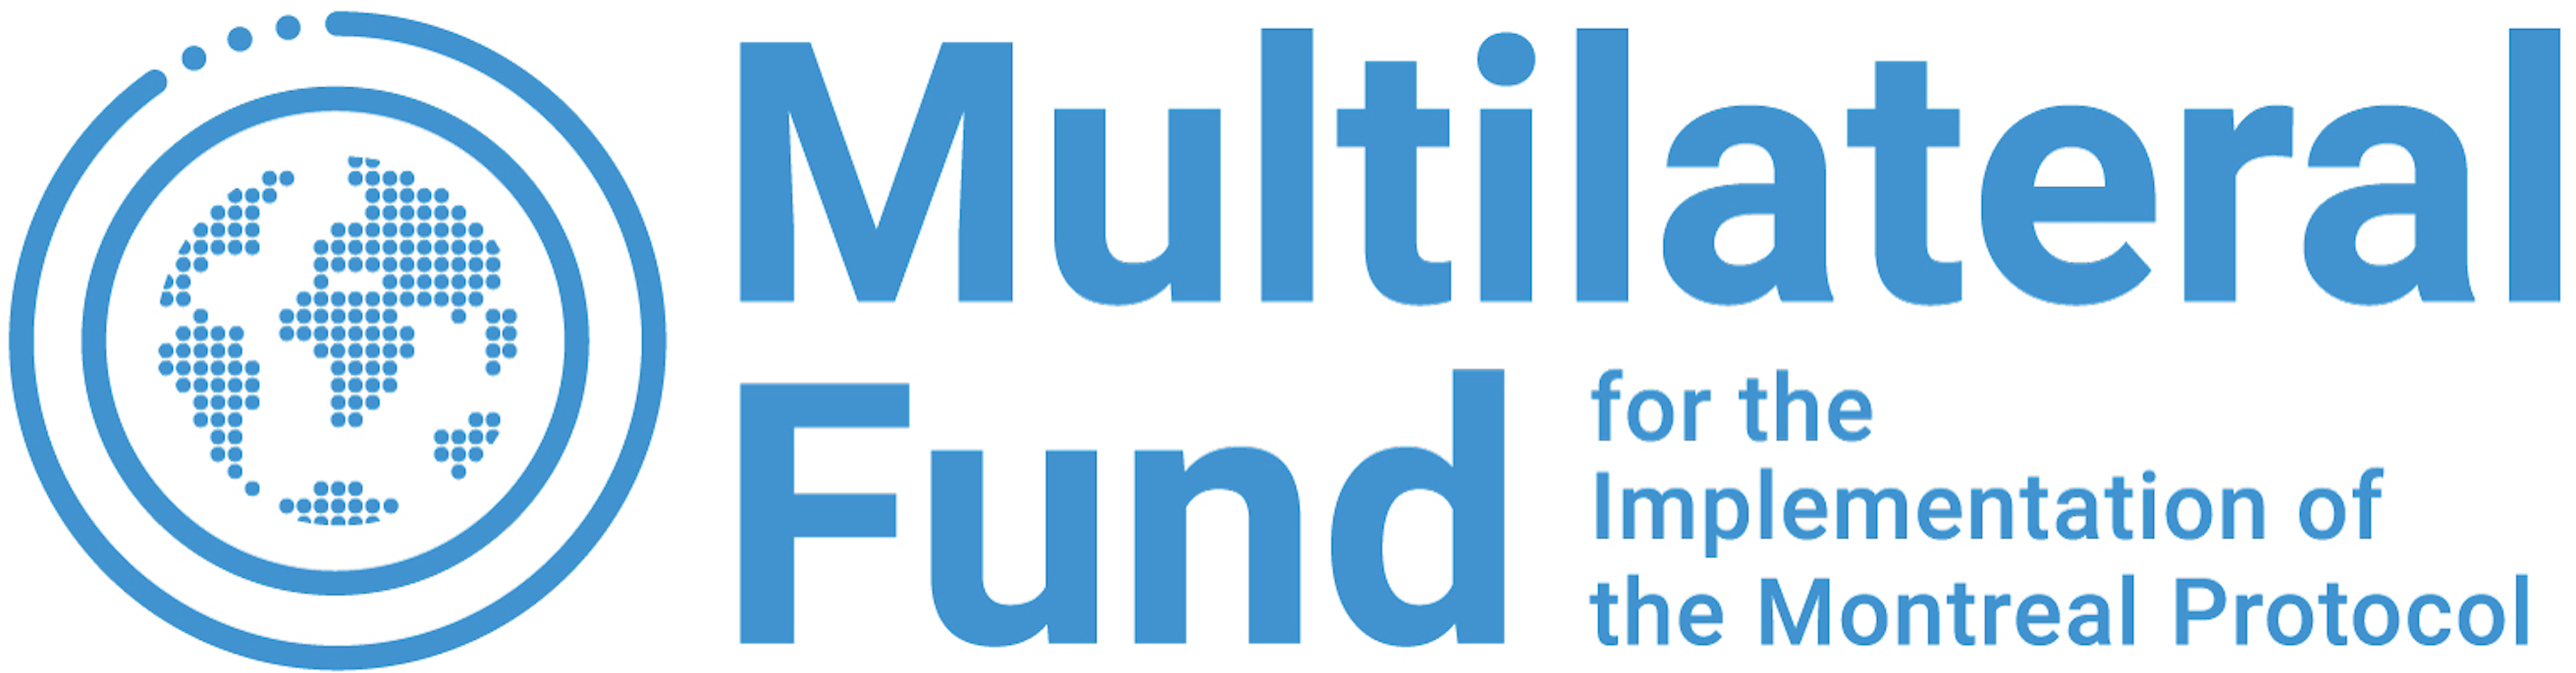 Multilateral
Fund
for the
Implementation of
the Montreal Protocol